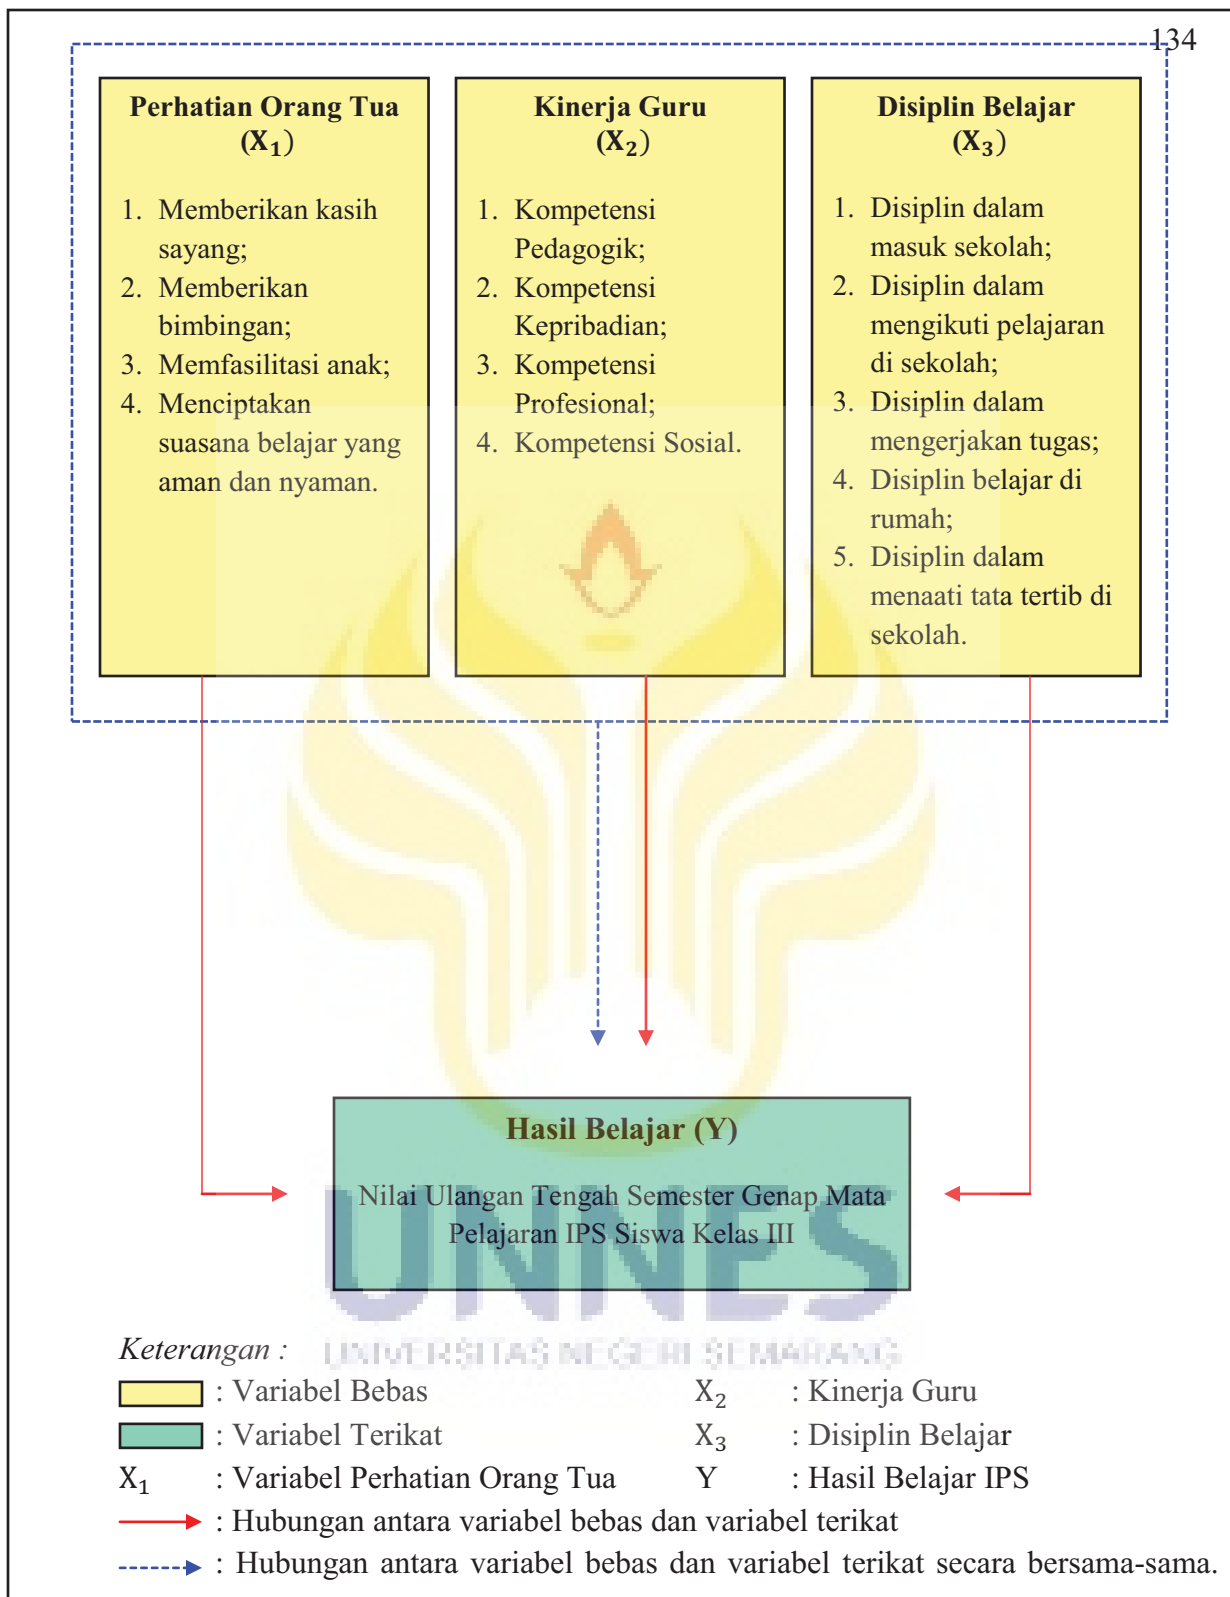 134
Perhatian Orang Tua
(X₁)
1. Memberikan kasih
sayang;
2. Memberikan
bimbingan;
3. Memfasilitasi anak;
4. Menciptakan
suasana belajar yang
aman dan nyaman.
Kinerja Guru
(X₂)
1. Kompetensi
Pedagogik;
2. Kompetensi
Kepribadian;
3. Kompetensi
Profesional;
4. Kompetensi Sosial.
Disiplin Belajar
(X₃)
1. Disiplin dalam
masuk sekolah;
2. Disiplin dalam
mengikuti pelajaran
di sekolah;
3. Disiplin dalam
mengerjakan tugas;
4. Disiplin belajar di
rumah;
5. Disiplin dalam
menaati tata tertib di
sekolah.
Hasil Belajar (Y)
Nilai Ulangan Tengah Semester Genap Mata
Pelajaran IPS Siswa Kelas III
UNNES
UNIVERSITAS NEGERI SEMARANG
Keterangan :
: Variabel Bebas
X₂ : Kinerja Guru
: Variabel Terikat
X₃ : Disiplin Belajar
X₁ : Variabel Perhatian Orang Tua
Y : Hasil Belajar IPS
: Hubungan antara variabel bebas dan variabel terikat
: Hubungan antara variabel bebas dan variabel terikat secara bersama-sama.